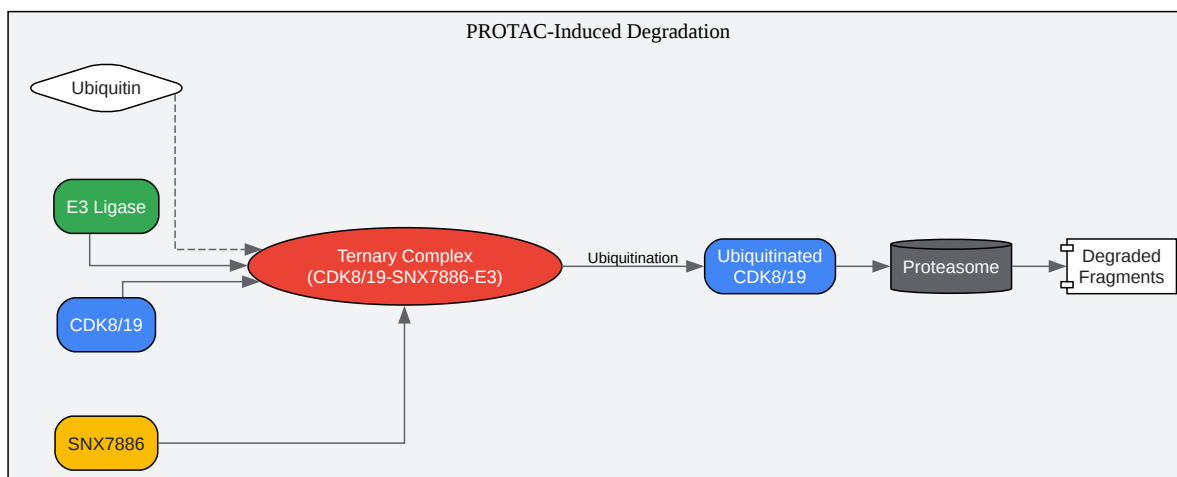 PROTAC-Induced Degradation
Ubiquitin
E3 Ligase
CDK8/19
SNX7886
Ternary Complex
(CDK8/19-SNX7886-E3)
Ubiquitination
Ubiquitinated
CDK8/19
Proteasome
Degraded
Fragments